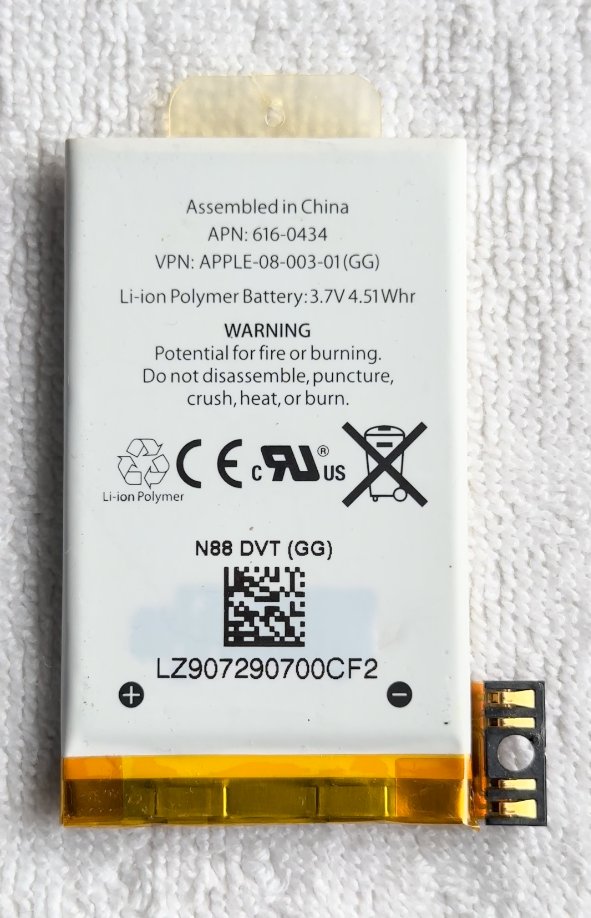 Assembled in China
APN: 616-0434
VPN: APPLE-08-003-01(GG)
Li-ion Polymer Battery: 3.7V 4.51Whr
WARNING
Potential for fire or burning.
Do not disassemble, puncture,
crush, heat, or burn.
CE c RU ® US
Li-ion Polymer
N88 DVT (GG)
LZ907290700CF2
+ -